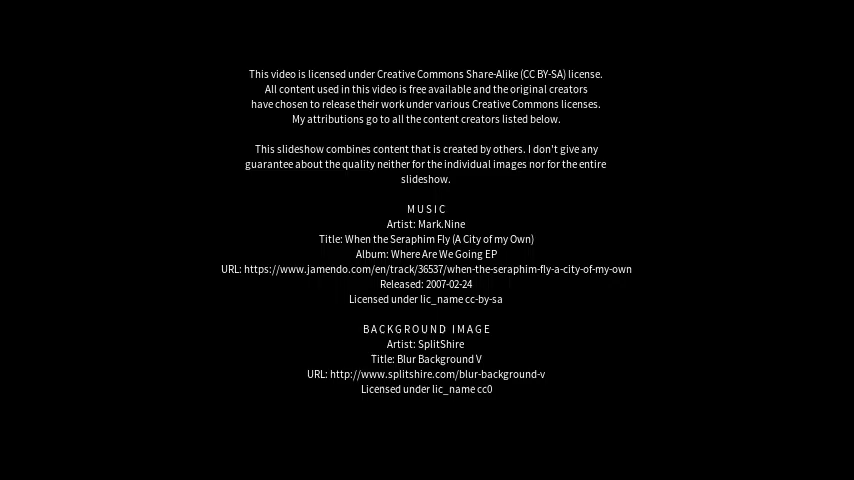 This video is licensed under Creative Commons Share-Alike (CC BY-SA) license.
All content used in this video is free available and the original creators
have chosen to release their work under various Creative Commons licenses.
My attributions go to all the content creators listed below.
This slideshow combines content that is created by others. I don't give any
guarantee about the quality neither for the individual images nor for the entire
slideshow.
MUSIC
Artist: Mark.Nine
Title: When the Seraphim Fly (A City of my Own)
Album: Where Are We Going EP
URL: https://www.jamendo.com/en/track/36537/when-the-seraphim-fly-a-city-of-my-own
Released: 2007-02-24
Licensed under lic_name cc-by-sa
BACKGROUND IMAGE
Artist: SplitShire
Title: Blur Background V
URL: http://www.splitshire.com/blur-background-v
Licensed under lic_name cc0